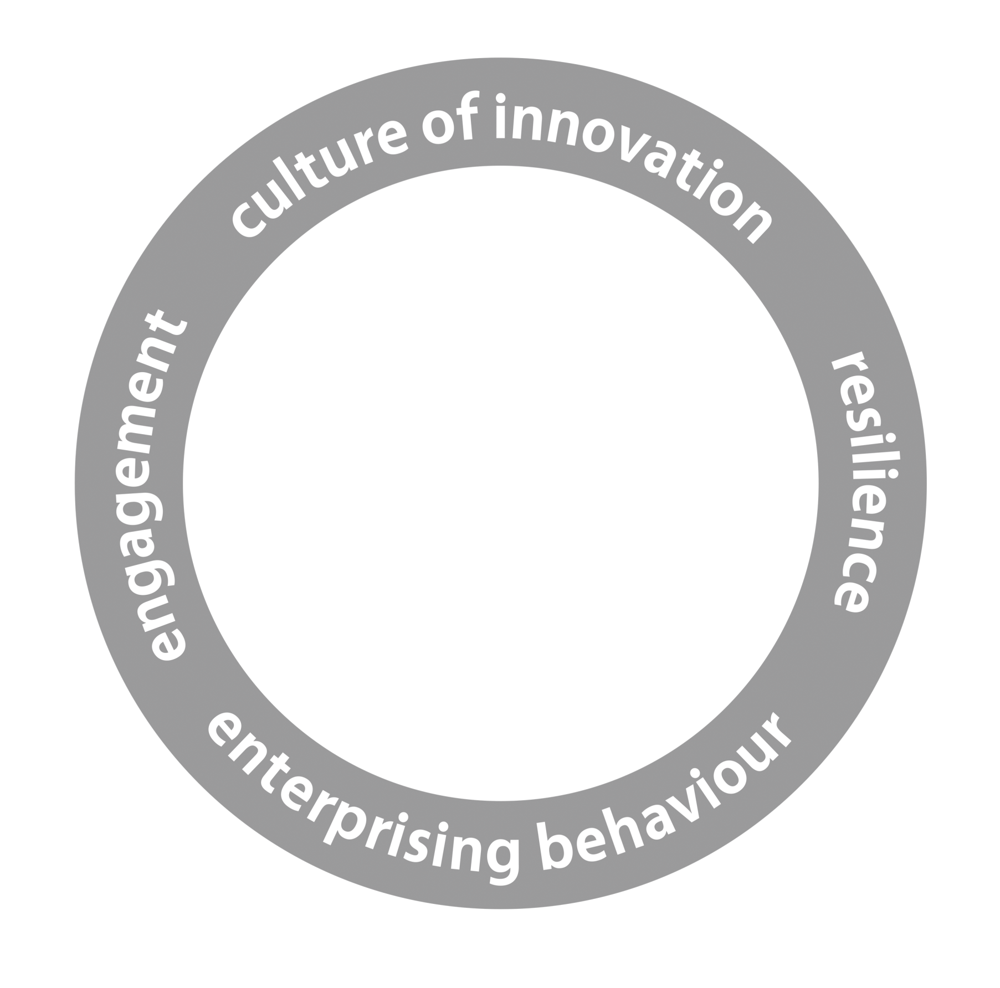 culture of innovation
resilience
enterprising behaviour
engagement